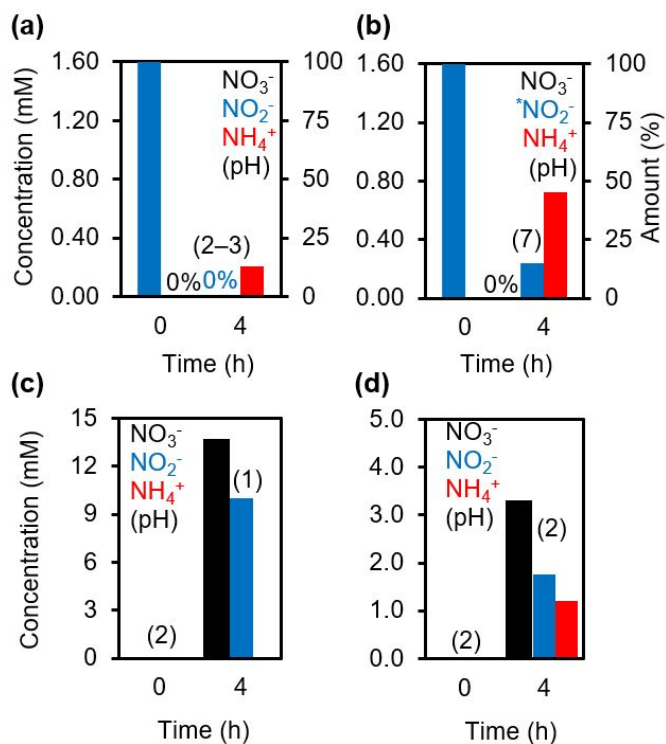 (a)
Concentration (mM)
1.60
1.20
0.80
0.40
0.00
100
75
50
25
0
NO₃⁻
NO₂⁻
NH₄⁺
(pH)
(2–3)
0% 0%
0
4
Time (h)
(b)
1.60
1.20
0.80
0.40
0.00
100
75
50
25
0
Amount (%)
NO₃⁻
*NO₂⁻
NH₄⁺
(pH)
(7)
0%
0
4
Time (h)
(c)
Concentration (mM)
15
12
9
6
3
0
NO₃⁻
NO₂⁻
NH₄⁺
(pH)
(1)
(2)
0
4
Time (h)
(d)
5.0
4.0
3.0
2.0
1.0
0.0
NO₃⁻
NO₂⁻
NH₄⁺
(pH)
(2)
(2)
0
4
Time (h)